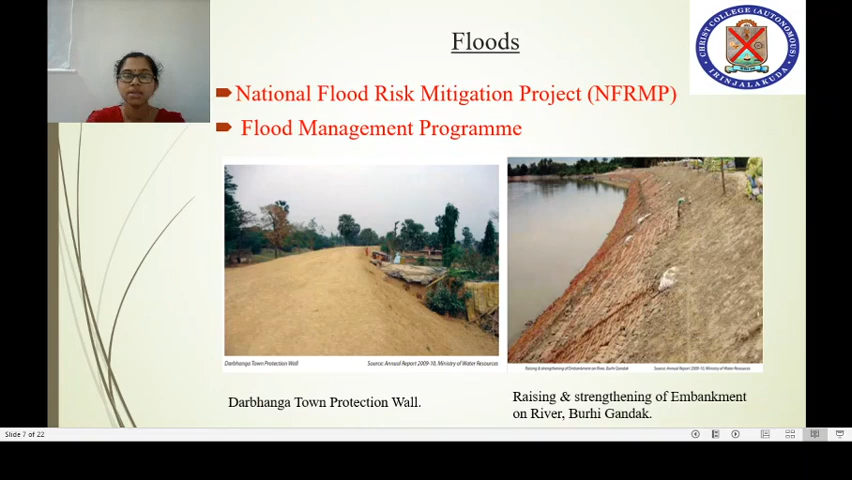 Floods
CHRIST COLLEGE (AUTONOMOUS)
IRINJALAKUDA
National Flood Risk Mitigation Project (NFRMP)
Flood Management Programme
Darbhanga Town Protection Wall
Source: Annual Report 2009-10, Ministry of Water Resources
Raising & strengthening of Embankment on River, Burhi Gandak
Source: Annual Report 2009-10, Ministry of Water Resources
Darbhanga Town Protection Wall.
Raising & strengthening of Embankment
on River, Burhi Gandak.
Slide 7 of 22